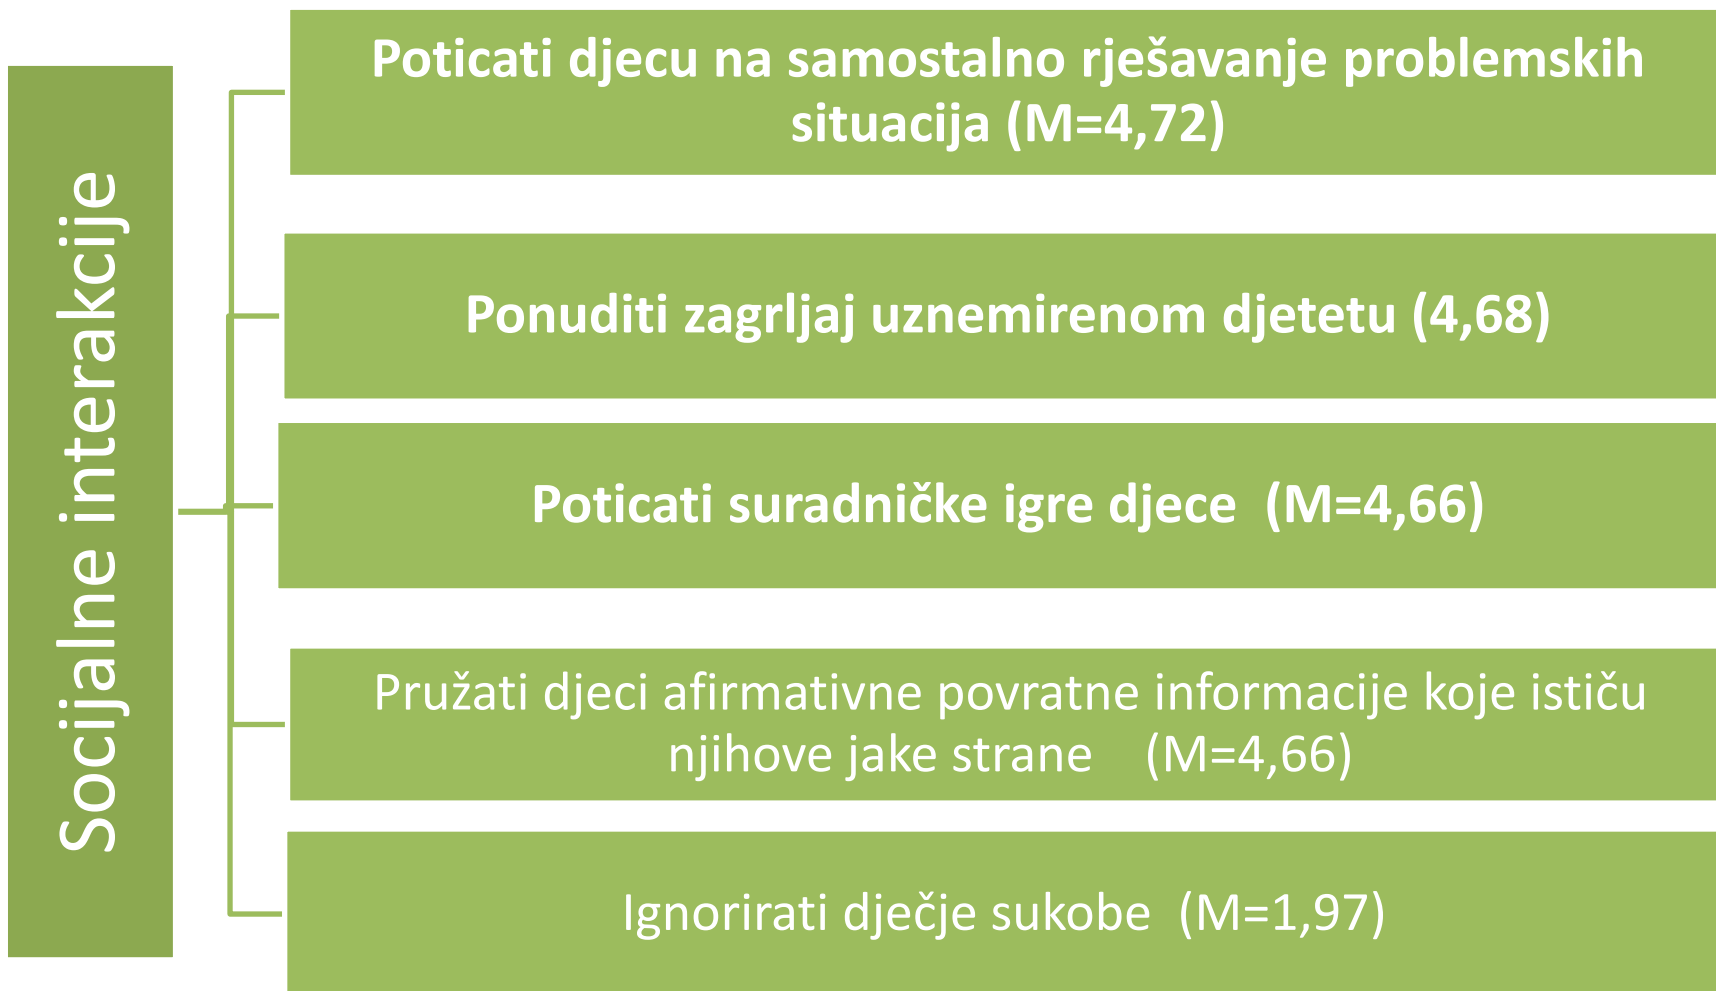 Socijalne interakcije
Poticati djecu na samostalno rješavanje problemskih
situacija (M=4,72)
Ponuditi zagrljaj uznemirenom djetetu (4,68)
Poticati suradničke igre djece  (M=4,66)
Pružati djeci afirmativne povratne informacije koje ističu
njihove jake strane    (M=4,66)
Ignorirati dječje sukobe  (M=1,97)